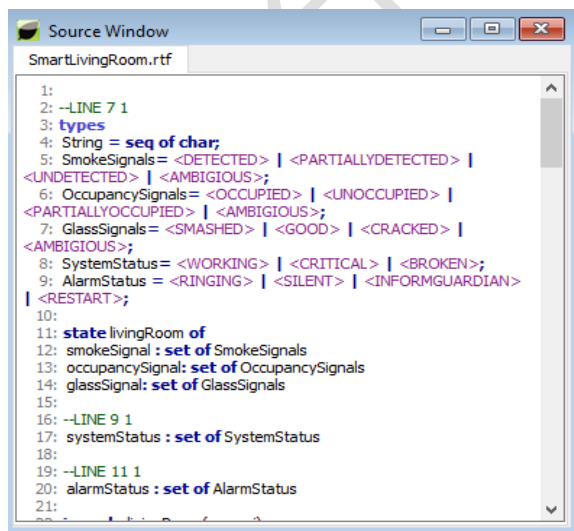 Source Window
SmartLivingRoom.rtf
1:
2: --LINE 7 1
3: types
4: String = seq of char;
5: SmokeSignals= <DETECTED> | <PARTIALLYDETECTED> |
<UNDETECTED> | <AMBIGIOUS>;
6: OccupancySignals= <OCCUPIED> | <UNOCCUPIED> |
<PARTIALLYOCCUPIED> | <AMBIGIOUS>;
7: GlassSignals= <SMASHED> | <GOOD> | <CRACKED> |
<AMBIGIOUS>;
8: SystemStatus= <WORKING> | <CRITICAL> | <BROKEN>;
9: AlarmStatus = <RINGING> | <SILENT> | <INFORMGUARDIAN>
| <RESTART>;
10:
11: state livingRoom of
12: smokeSignal : set of SmokeSignals
13: occupancySignal: set of OccupancySignals
14: glassSignal: set of GlassSignals
15:
16: --LINE 9 1
17: systemStatus : set of SystemStatus
18:
19: --LINE 11 1
20: alarmStatus : set of AlarmStatus
21: